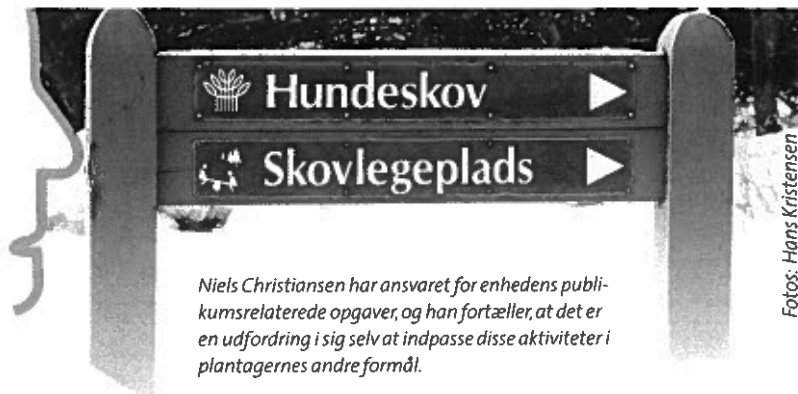 Hundeskov
Skovlegeplads
Niels Christiansen har ansvaret for enhedens publi-
kumsrelaterede opgaver, og han fortæller, at det er
en udfordring i sig selv at indpasse disse aktiviteter i
plantagernes andre formål.
Fotos: Hans Kristensen